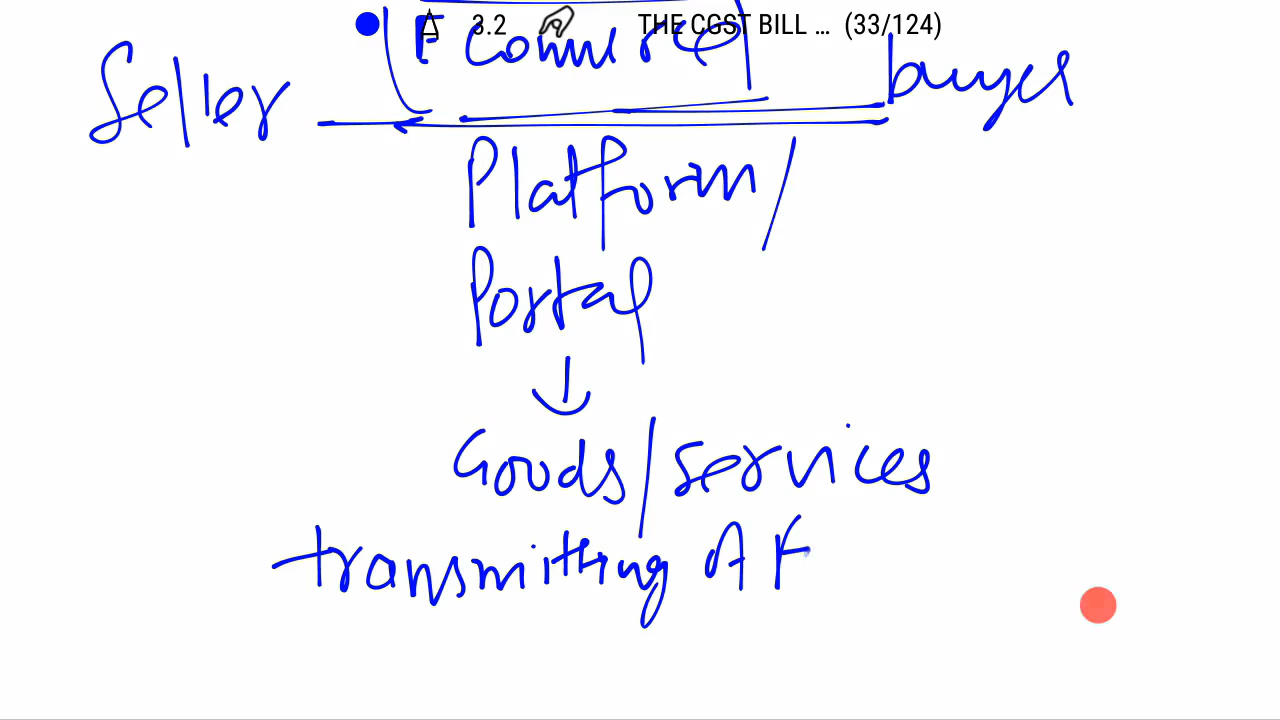 3.2 THE CGST BILL ... (33/124)
E commerce
Seller buyer
Platform/
Portal
Goods/services
transmitting of F